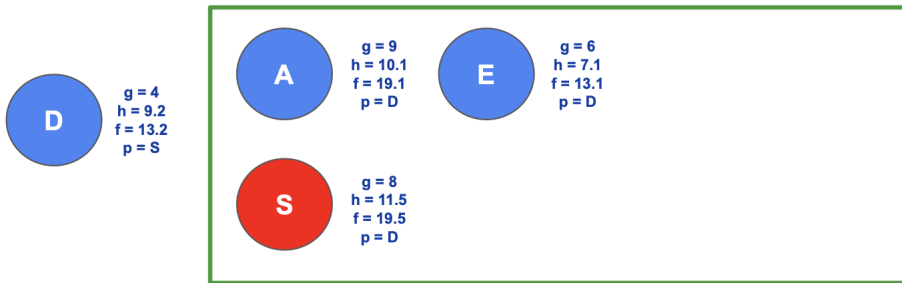 D
g = 4
h = 9.2
f = 13.2
p = S
A
g = 9
h = 10.1
f = 19.1
p = D
E
g = 6
h = 7.1
f = 13.1
p = D
S
g = 8
h = 11.5
f = 19.5
p = D